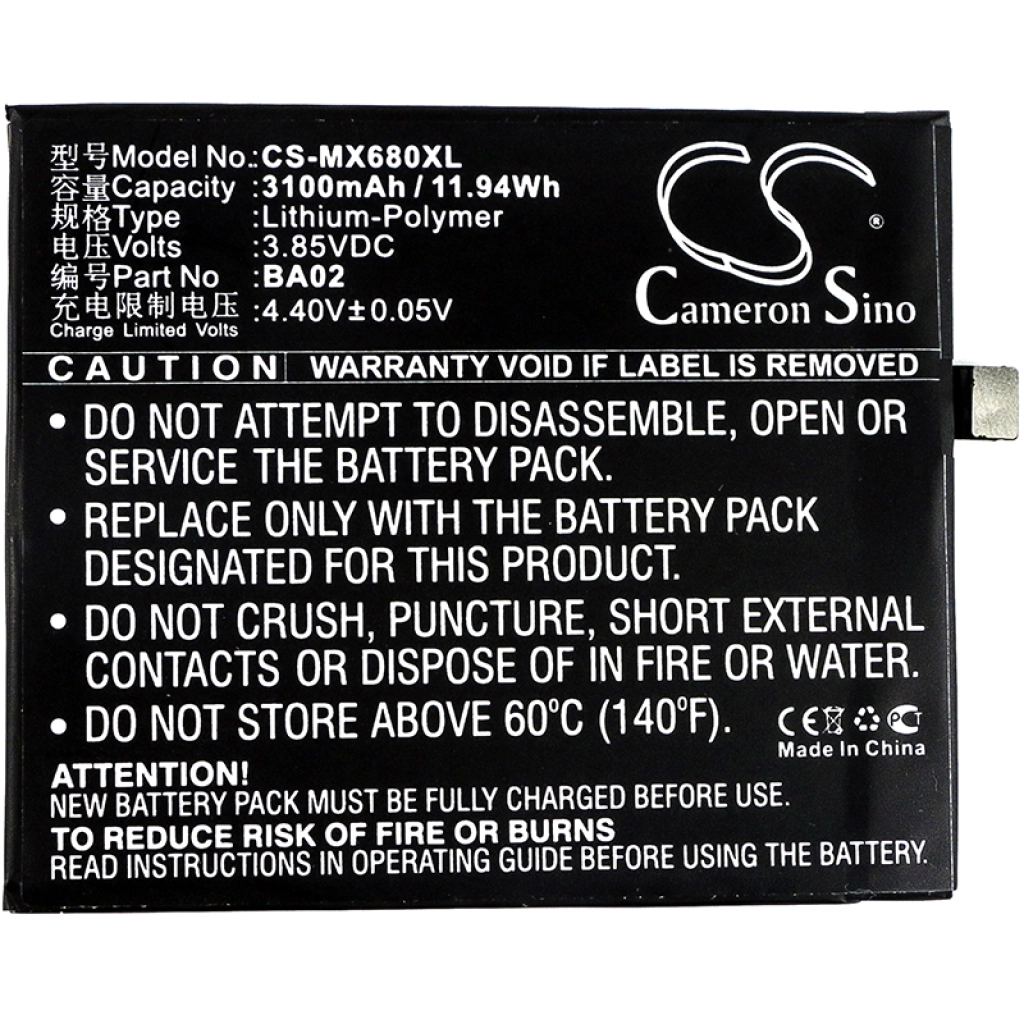 型号Model No.:CS-MX680XL
容量Capacity :3100mAh / 11.94Wh
规格Type :Lithium-Polymer
电压Volts :3.85VDC
编号Part No :BA02
充电限制电压 :4.40V±0.05V
Charge Limited Volts
CS ®
Cameron Sino
CAUTION WARRANTY VOID IF LABEL IS REMOVED
• DO NOT ATTEMPT TO DISASSEMBLE, OPEN OR
SERVICE THE BATTERY PACK.
• REPLACE ONLY WITH THE BATTERY PACK
DESIGNATED FOR THIS PRODUCT.
• DO NOT CRUSH, PUNCTURE, SHORT EXTERNAL
CONTACTS OR DISPOSE OF IN FIRE OR WATER.
• DO NOT STORE ABOVE 60°C (140°F).
CE PCT
Made In China
ATTENTION!
NEW BATTERY PACK MUST BE FULLY CHARGED BEFORE USE.
TO REDUCE RISK OF FIRE OR BURNS
READ INSTRUCTIONS IN OPERATING GUIDE BEFORE USING THE BATTERY.